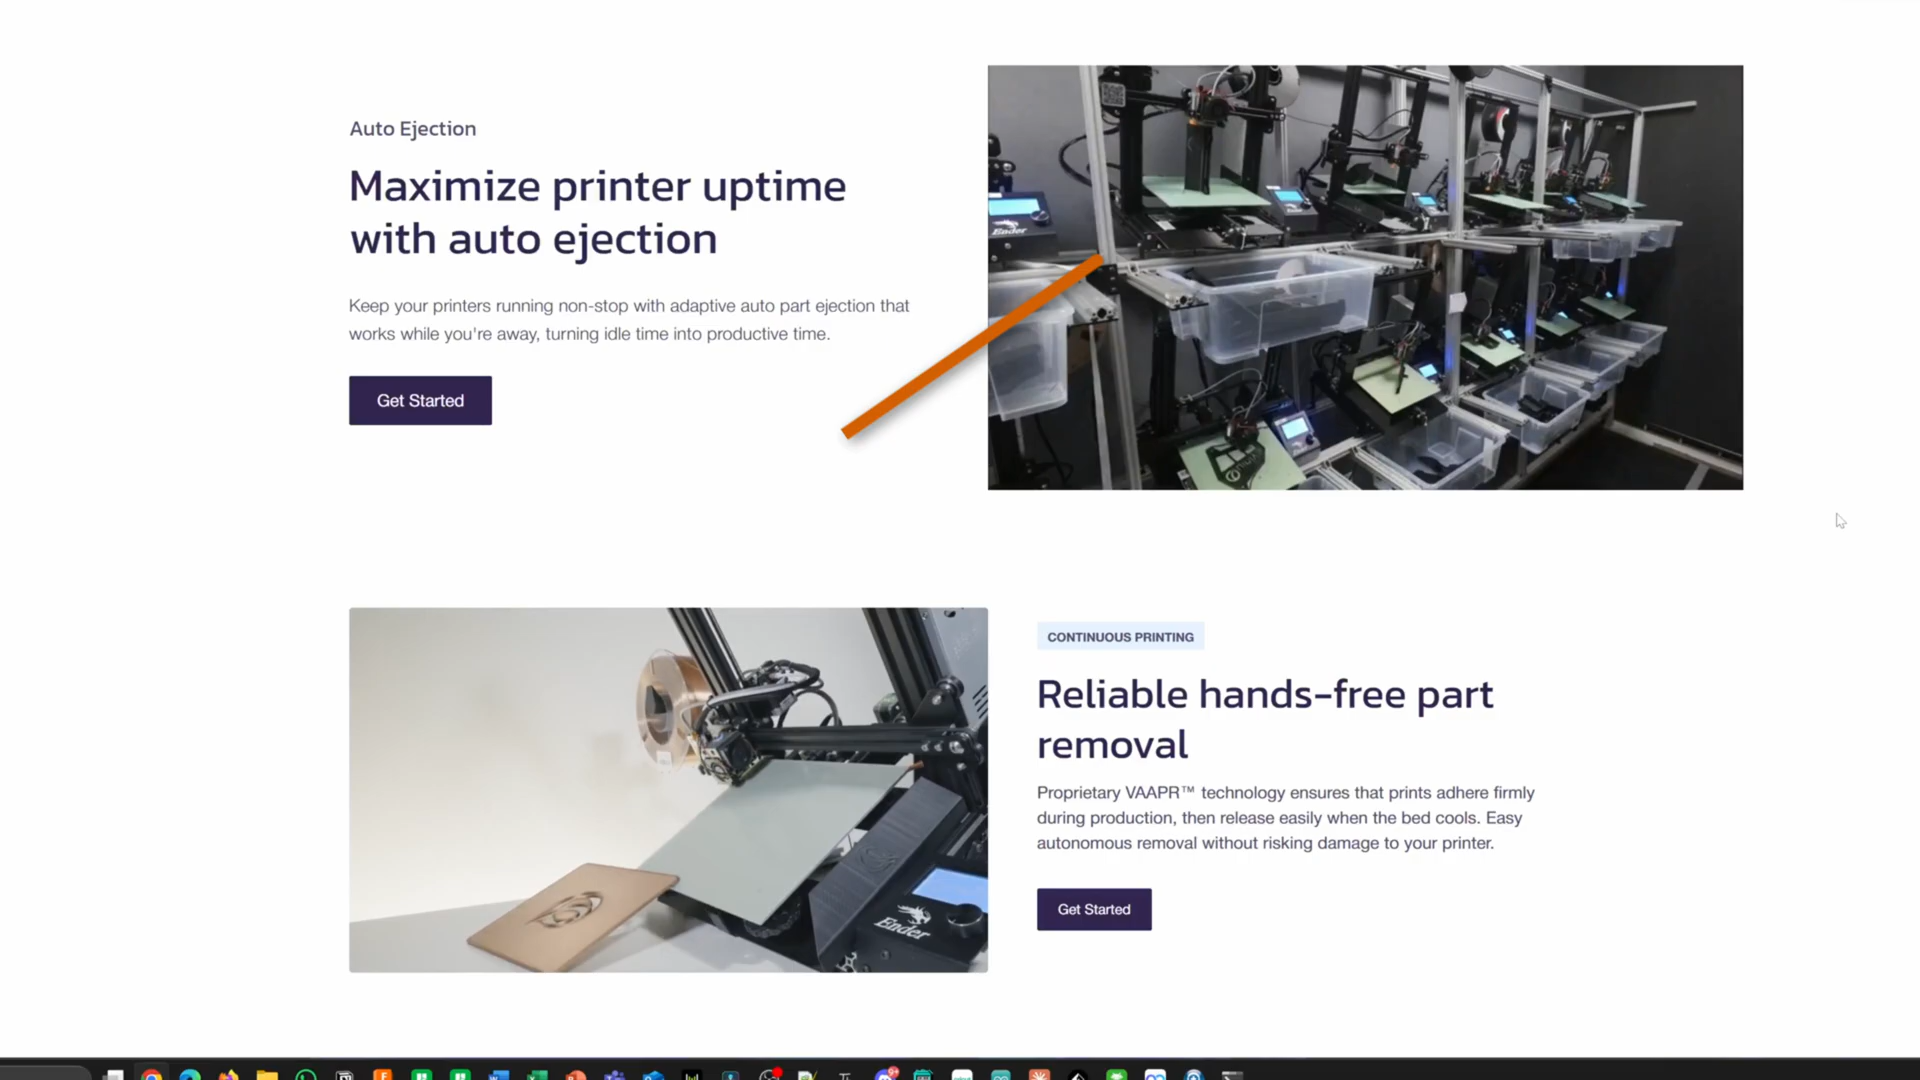 Auto Ejection
Maximize printer uptime
with auto ejection
Keep your printers running non-stop with adaptive auto part ejection that
works while you're away, turning idle time into productive time.
Get Started
Ender
Ender
CONTINUOUS PRINTING
Reliable hands-free part
removal
Proprietary VAAPR™ technology ensures that prints adhere firmly
during production, then release easily when the bed cools. Easy
autonomous removal without risking damage to your printer.
Get Started
Ender